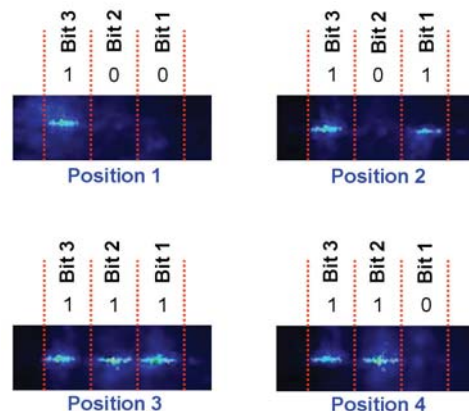 Bit 3 Bit 2 Bit 1
1 0 0
Position 1
Bit 3 Bit 2 Bit 1
1 0 1
Position 2
Bit 3 Bit 2 Bit 1
1 1 1
Position 3
Bit 3 Bit 2 Bit 1
1 1 0
Position 4